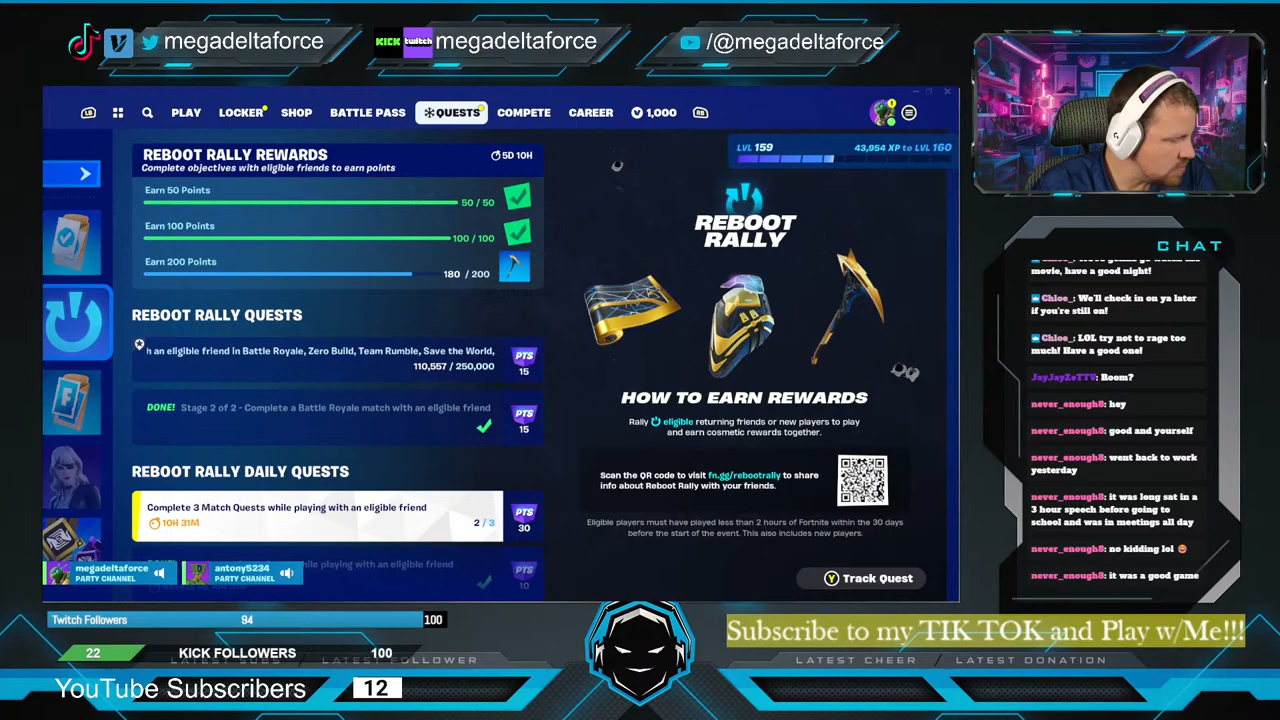 megadeltaforce
KICK twitch megadeltaforce
/@megadeltaforce
LB PLAY LOCKER SHOP BATTLE PASS QUESTS COMPETE CAREER 1,000 RB
REBOOT RALLY REWARDS
5D 10H
Complete objectives with eligible friends to earn points
Earn 50 Points
50 / 50
Earn 100 Points
100 / 100
Earn 200 Points
180 / 200
REBOOT RALLY QUESTS
h an eligible friend in Battle Royale, Zero Build, Team Rumble, Save the World,
110,557 / 250,000
PTS
15
DONE! Stage 2 of 2 - Complete a Battle Royale match with an eligible friend
PTS
15
REBOOT RALLY DAILY QUESTS
Complete 3 Match Quests while playing with an eligible friend
10H 31M
2 / 3
PTS
30
while playing with an eligible friend
PTS
10
LVL 159
43,954 XP to LVL 160
REBOOT
RALLY
HOW TO EARN REWARDS
Rally eligible returning friends or new players to play
and earn cosmetic rewards together.
Scan the QR code to visit fn.gg/rebootrally to share
info about Reboot Rally with your friends.
Eligible players must have played less than 2 hours of Fortnite within the 30 days
before the start of the event. This also includes new players.
Y Track Quest
megadeltaforce
PARTY CHANNEL
antony5234
PARTY CHANNEL
CHAT
movie, have a good night!
Chloe_: We'll check in on ya later
if you're still on!
Chloe_: LOL try not to rage too
much! Have a good one!
JayJayZeTTV: Room?
never_enough8: hey
never_enough8: good and yourself
never_enough8: went back to work
yesterday
never_enough8: it was long sat in a
3 hour speech before going to
school and was in meetings all day
never_enough8: no kidding lol
never_enough8: it was a good game
Twitch Followers 94 100
22 KICK FOLLOWERS 100
LATEST SUBS LATEST FOLLOWER
YouTube Subscribers 12
Subscribe to my TIK TOK and Play w/Me!!!
LATEST CHEER LATEST DONATION